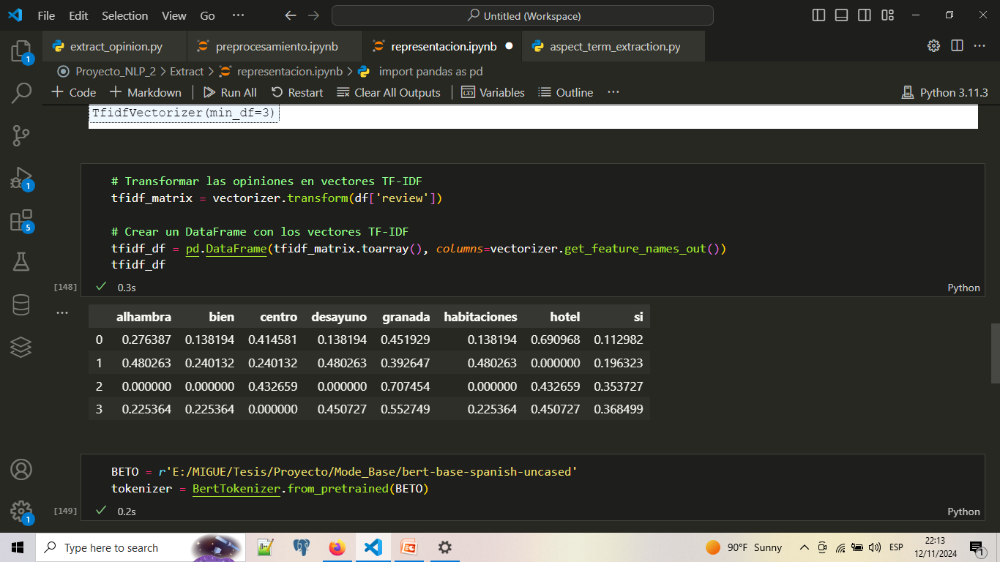 File Edit Selection View Go ··· Untitled (Workspace)
extract_opinion.py preprocesamiento.ipynb representacion.ipynb aspect_term_extraction.py
Proyecto_NLP_2 > Extract > representacion.ipynb > import pandas as pd
+ Code + Markdown Run All Restart Clear All Outputs Variables Outline ··· Python 3.11.3
TfidfVectorizer(min_df=3)
# Transformar las opiniones en vectores TF-IDF
tfidf_matrix = vectorizer.transform(df['review'])
# Crear un DataFrame con los vectores TF-IDF
tfidf_df = pd.DataFrame(tfidf_matrix.toarray(), columns=vectorizer.get_feature_names_out())
tfidf_df
[148] 0.3s Python
alhambra bien centro desayuno granada habitaciones hotel si
0 0.276387 0.138194 0.414581 0.138194 0.451929 0.138194 0.690968 0.112982
1 0.480263 0.240132 0.240132 0.480263 0.392647 0.480263 0.000000 0.196323
2 0.000000 0.000000 0.432659 0.000000 0.707454 0.000000 0.432659 0.353727
3 0.225364 0.225364 0.000000 0.450727 0.552749 0.225364 0.450727 0.368499
BETO = r'E:/MIGUE/Tesis/Proyecto/Mode_Base/bert-base-spanish-uncased'
tokenizer = BertTokenizer.from_pretrained(BETO)
[149] 0.2s Python
1
1
5
1
Type here to search 90°F Sunny ESP 22:13
12/11/2024 1